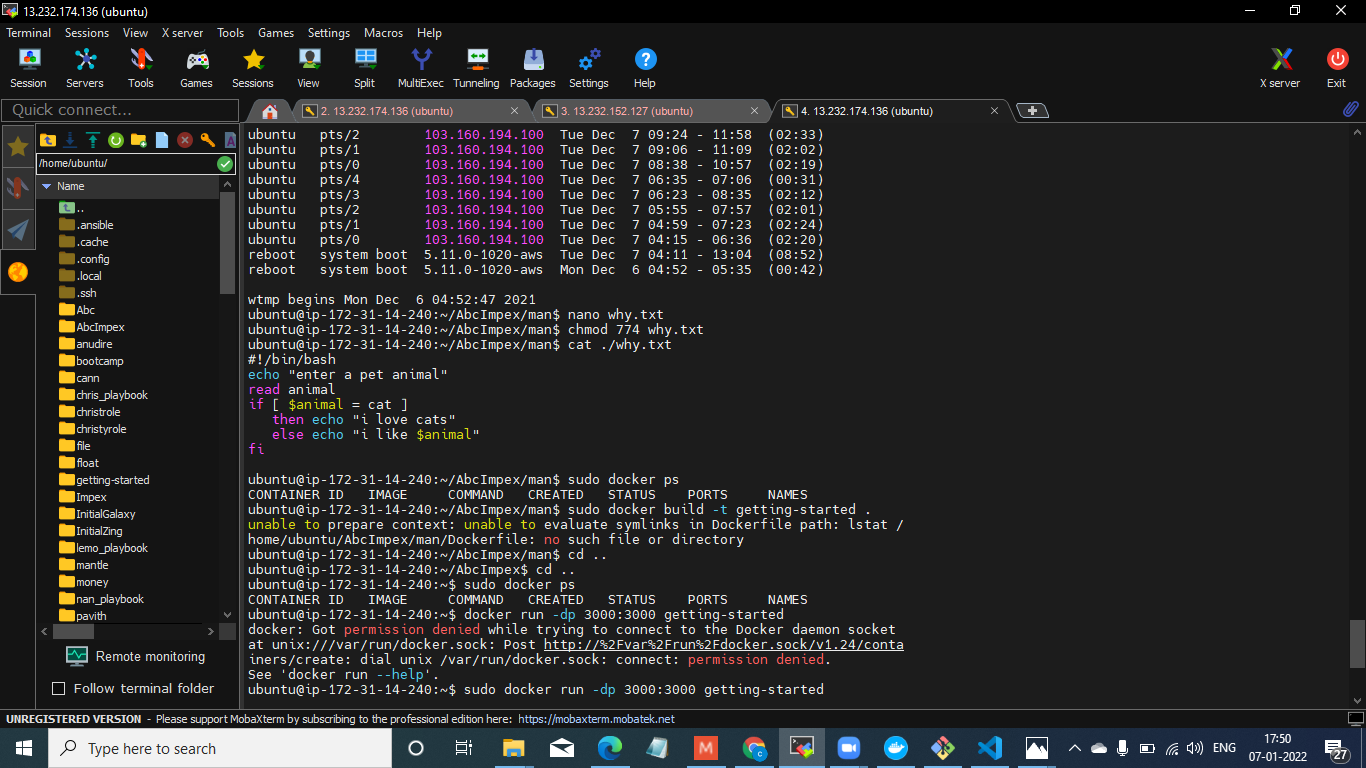 13.232.174.136 (ubuntu)
Terminal Sessions View X server Tools Games Settings Macros Help
Session Servers Tools Games Sessions View Split MultiExec Tunneling Packages Settings Help X server Exit
Quick connect...
2. 13.232.174.136 (ubuntu)
3. 13.232.152.127 (ubuntu)
4. 13.232.174.136 (ubuntu)
/home/ubuntu/
Name
..
.ansible
.cache
.config
.local
.ssh
Abc
AbcImpex
anudire
bootcamp
cann
chris_playbook
christrole
christyrole
file
float
getting-started
Impex
InitialGalaxy
InitialZing
lemo_playbook
mantle
money
nan_playbook
pavith
Remote monitoring
Follow terminal folder
ubuntu   pts/2        103.160.194.100  Tue Dec  7 09:24 - 11:58  (02:33)
ubuntu   pts/1        103.160.194.100  Tue Dec  7 09:06 - 11:09  (02:02)
ubuntu   pts/0        103.160.194.100  Tue Dec  7 08:38 - 10:57  (02:19)
ubuntu   pts/4        103.160.194.100  Tue Dec  7 06:35 - 07:06  (00:31)
ubuntu   pts/3        103.160.194.100  Tue Dec  7 06:23 - 08:35  (02:12)
ubuntu   pts/2        103.160.194.100  Tue Dec  7 05:55 - 07:57  (02:01)
ubuntu   pts/1        103.160.194.100  Tue Dec  7 04:59 - 07:23  (02:24)
ubuntu   pts/0        103.160.194.100  Tue Dec  7 04:15 - 06:36  (02:20)
reboot   system boot  5.11.0-1020-aws  Tue Dec  7 04:11 - 13:04  (08:52)
reboot   system boot  5.11.0-1020-aws  Mon Dec  6 04:52 - 05:35  (00:42)
wtmp begins Mon Dec  6 04:52:47 2021
ubuntu@ip-172-31-14-240:~/AbcImpex/man$ nano why.txt
ubuntu@ip-172-31-14-240:~/AbcImpex/man$ chmod 774 why.txt
ubuntu@ip-172-31-14-240:~/AbcImpex/man$ cat ./why.txt
#!/bin/bash
echo "enter a pet animal"
read animal
if [ $animal = cat ]
   then echo "i love cats"
   else echo "i like $animal"
fi
ubuntu@ip-172-31-14-240:~/AbcImpex/man$ sudo docker ps
CONTAINER ID   IMAGE     COMMAND   CREATED   STATUS    PORTS     NAMES
ubuntu@ip-172-31-14-240:~/AbcImpex/man$ sudo docker build -t getting-started .
unable to prepare context: unable to evaluate symlinks in Dockerfile path: lstat /
home/ubuntu/AbcImpex/man/Dockerfile: no such file or directory
ubuntu@ip-172-31-14-240:~/AbcImpex/man$ cd ..
ubuntu@ip-172-31-14-240:~/AbcImpex$ cd ..
ubuntu@ip-172-31-14-240:~$ sudo docker ps
CONTAINER ID   IMAGE     COMMAND   CREATED   STATUS    PORTS     NAMES
ubuntu@ip-172-31-14-240:~$ docker run -dp 3000:3000 getting-started
docker: Got permission denied while trying to connect to the Docker daemon socket
at unix:///var/run/docker.sock: Post http://%2Fvar%2Frun%2Fdocker.sock/v1.24/conta
iners/create: dial unix /var/run/docker.sock: connect: permission denied.
See 'docker run --help'.
ubuntu@ip-172-31-14-240:~$ sudo docker run -dp 3000:3000 getting-started
UNREGISTERED VERSION - Please support MobaXterm by subscribing to the professional edition here: https://mobaxterm.mobatek.net
Type here to search
ENG
17:50
07-01-2022
27